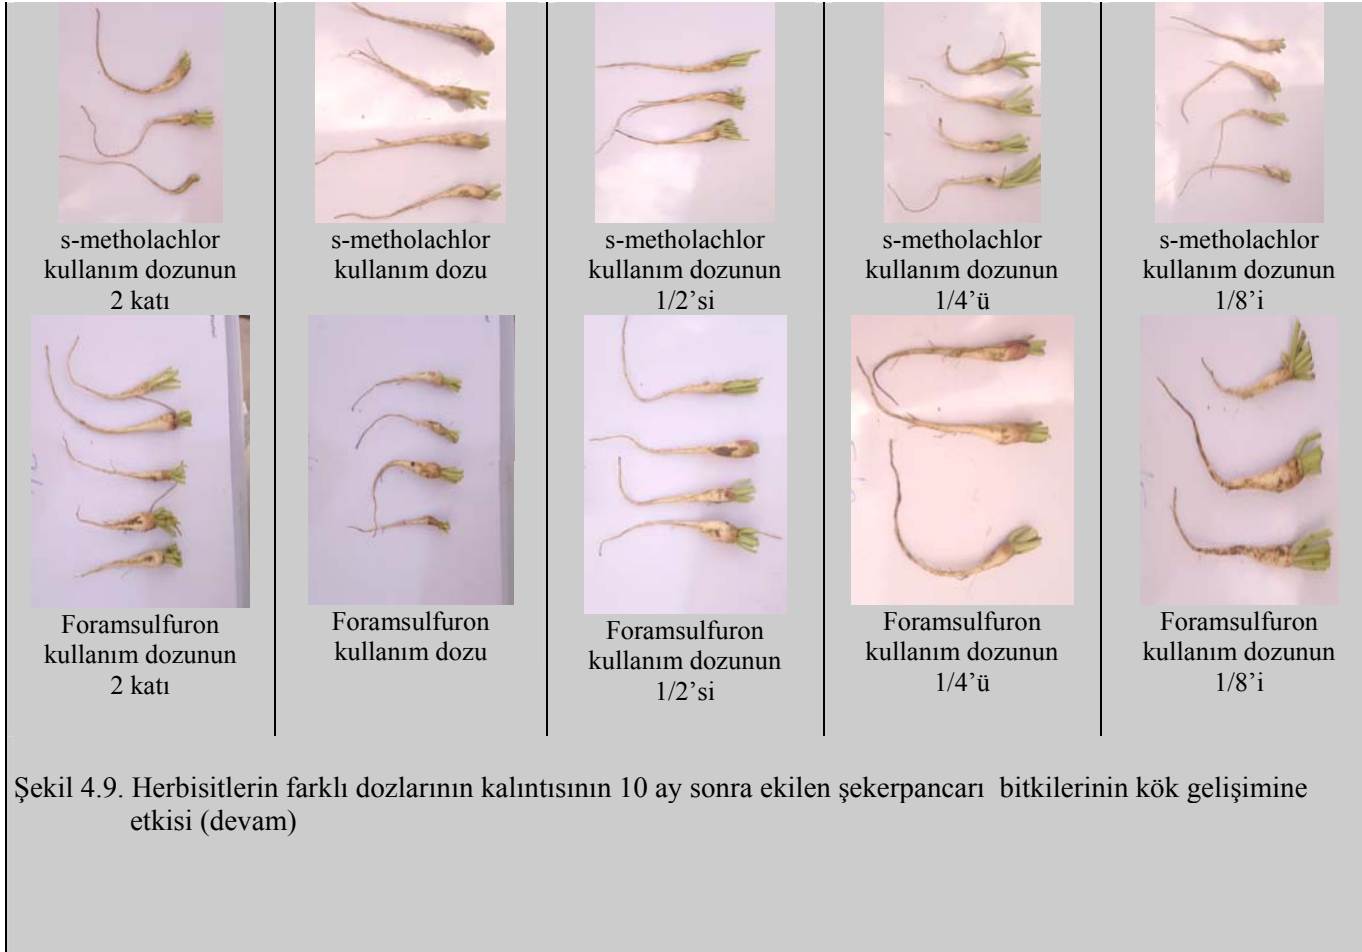 s-metholachlor
kullanım dozunun
2 katı
s-metholachlor
kullanım dozu
s-metholachlor
kullanım dozunun
1/2’si
s-metholachlor
kullanım dozunun
1/4’ü
s-metholachlor
kullanım dozunun
1/8’i
Foramsulfuron
kullanım dozunun
2 katı
Foramsulfuron
kullanım dozu
Foramsulfuron
kullanım dozunun
1/2’si
Foramsulfuron
kullanım dozunun
1/4’ü
Foramsulfuron
kullanım dozunun
1/8’i
Şekil 4.9. Herbisitlerin farklı dozlarının kalıntısının 10 ay sonra ekilen şekerpancarı bitkilerinin kök gelişimine
etkisi (devam)